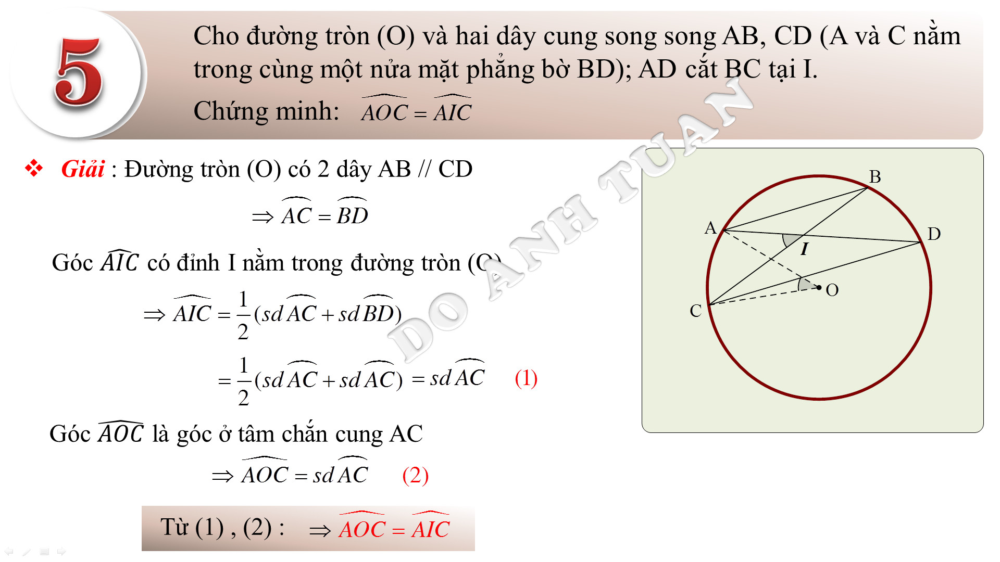 5
Cho đường tròn (O) và hai dây cung song song AB, CD (A và C nằm
trong cùng một nửa mặt phẳng bờ BD); AD cắt BC tại I.
Chứng minh: $\widehat{AOC} = \widehat{AIC}$
❖ Giải : Đường tròn (O) có 2 dây AB // CD
$\Rightarrow \overset{\frown}{AC} = \overset{\frown}{BD}$
Góc $\widehat{AIC}$ có đỉnh I nằm trong đường tròn (O)
$\Rightarrow \widehat{AIC} = \frac{1}{2}(sd\overset{\frown}{AC} + sd\overset{\frown}{BD})$
$= \frac{1}{2}(sd\overset{\frown}{AC} + sd\overset{\frown}{AC}) = sd\overset{\frown}{AC}$ (1)
Góc $\widehat{AOC}$ là góc ở tâm chắn cung AC
$\Rightarrow \widehat{AOC} = sd\overset{\frown}{AC}$ (2)
Từ (1) , (2) : $\Rightarrow \widehat{AOC} = \widehat{AIC}$
B
A
D
I
O
C
DO ANH TUAN